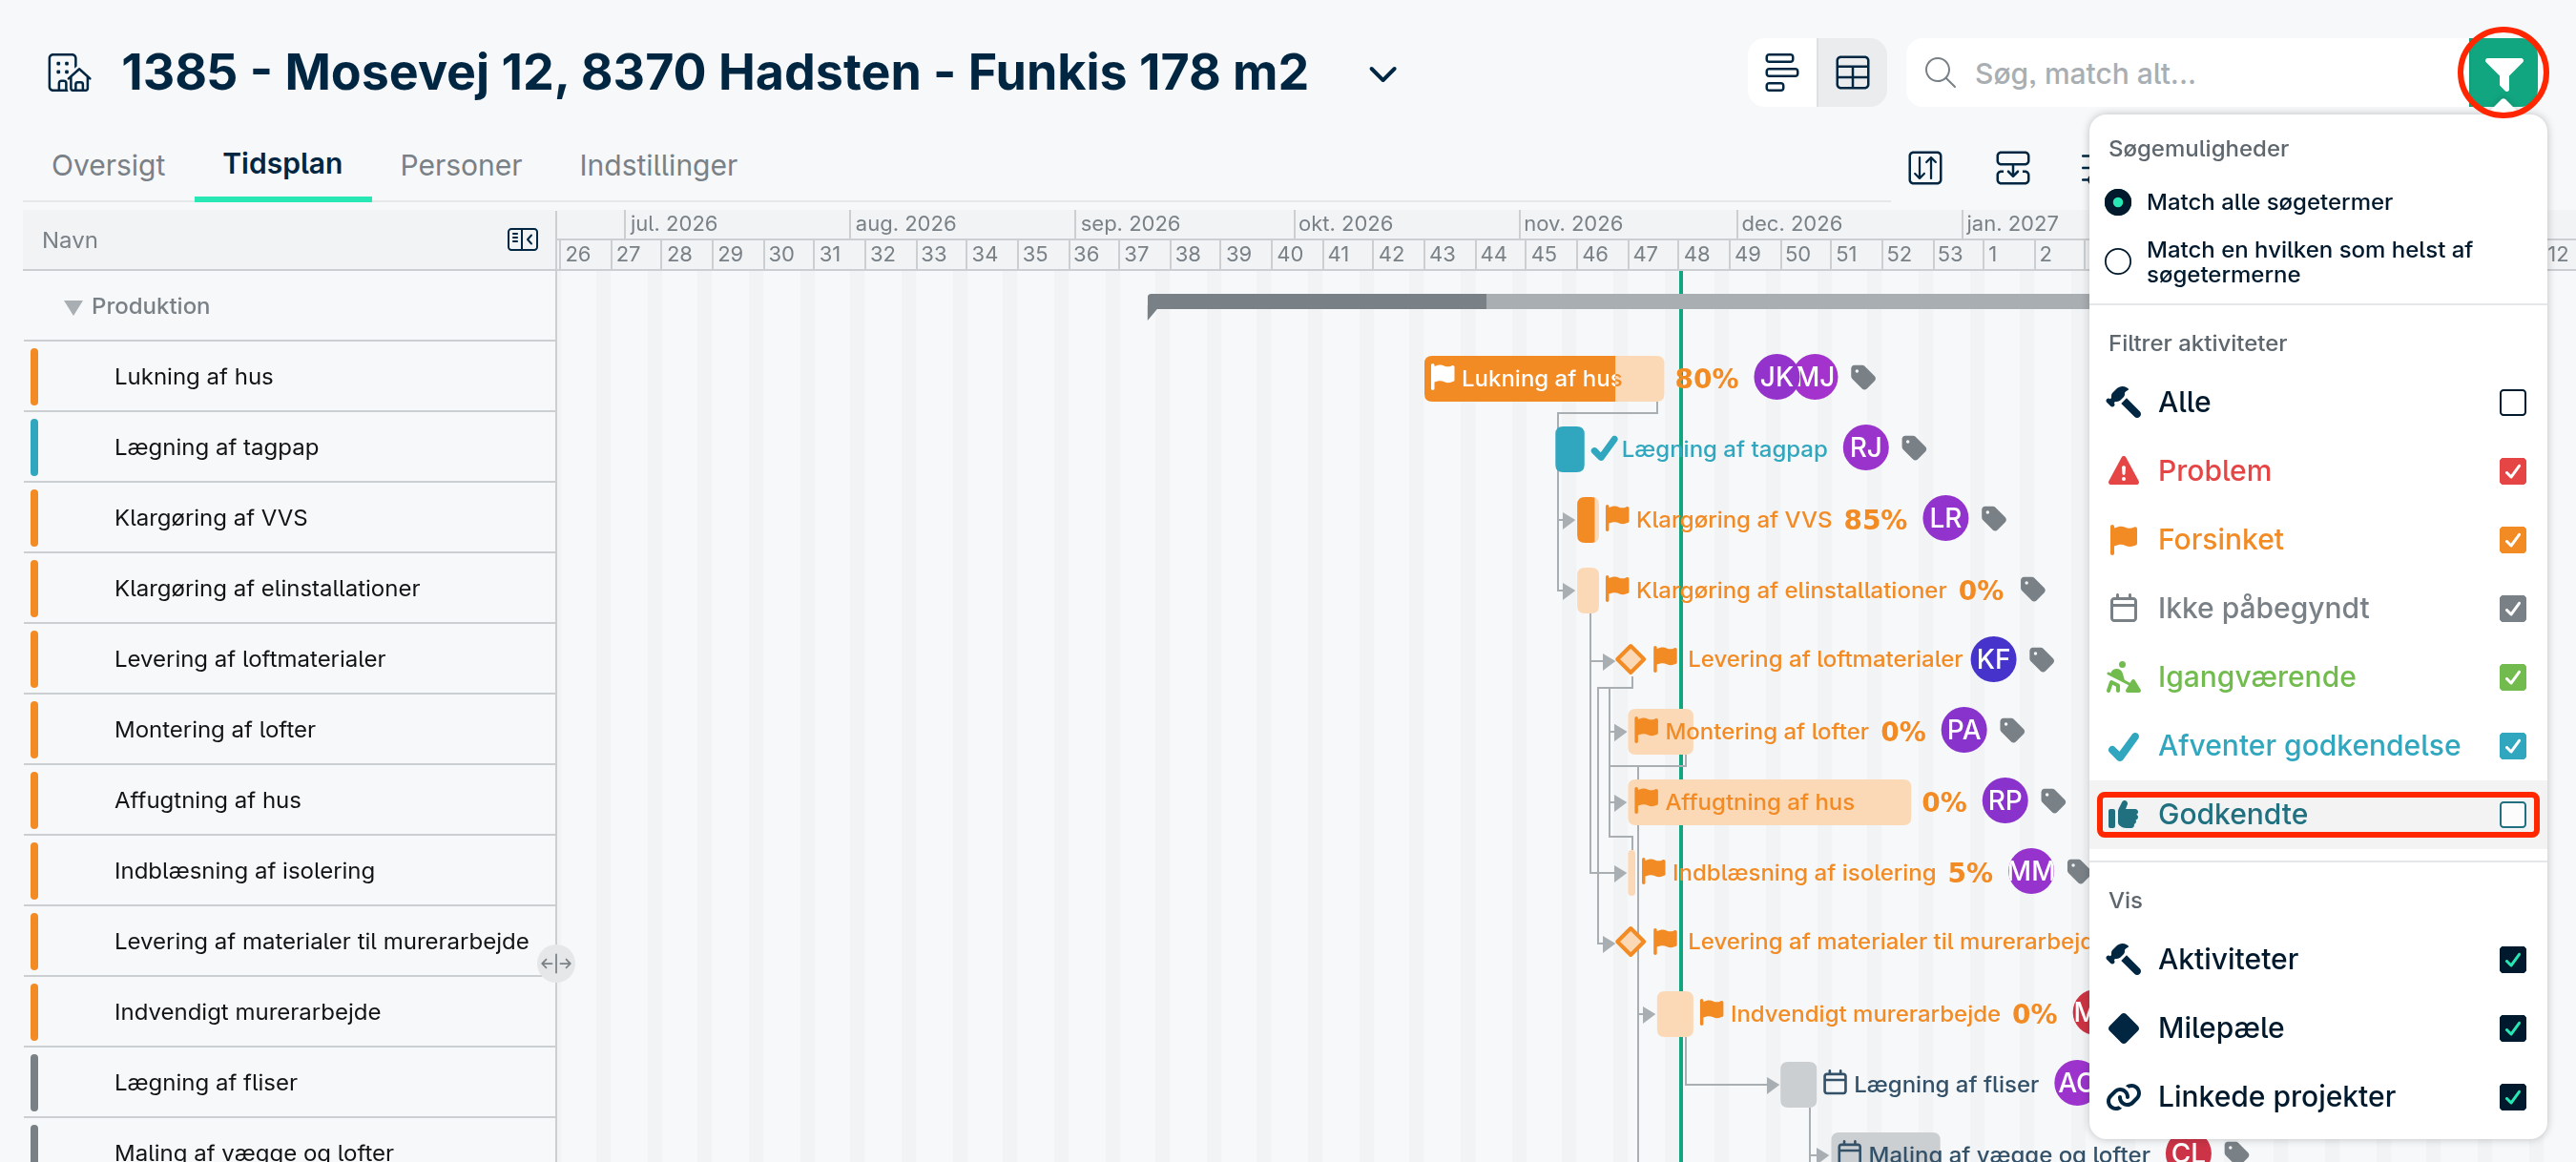 1385 - Mosevej 12, 8370 Hadsten - Funkis 178 m2
Søg, match alt...
Oversigt Tidsplan Personer Indstillinger
Navn
jul. 2026 aug. 2026 sep. 2026 okt. 2026 nov. 2026 dec. 2026 jan. 2027
26 27 28 29 30 31 32 33 34 35 36 37 38 39 40 41 42 43 44 45 46 47 48 49 50 51 52 53 1 2 12
Produktion
Lukning af hus
Lukning af hus 80% JK MJ
Lægning af tagpap
Lægning af tagpap RJ
Klargøring af VVS
Klargøring af VVS 85% LR
Klargøring af elinstallationer
Klargøring af elinstallationer 0%
Levering af loftmaterialer
Levering af loftmaterialer KF
Montering af lofter
Montering af lofter 0% PA
Affugtning af hus
Affugtning af hus 0% RP
Indblæsning af isolering
Indblæsning af isolering 5% MM
Levering af materialer til murerarbejde
Levering af materialer til
Indvendigt murerarbejde
Indvendigt murerarbejde 0%
Lægning af fliser
Lægning af fliser
Maling af vægge og lofter
Maling af vægge og lofter CL
Søgemuligheder
Match alle søgetermer
Match en hvilken som helst af
søgetermerne
Filtrer aktiviteter
Alle
Problem
Forsinket
Ikke påbegyndt
Igangværende
Afventer godkendelse
Godkendte
Vis
Aktiviteter
Milepæle
Linkede projekter